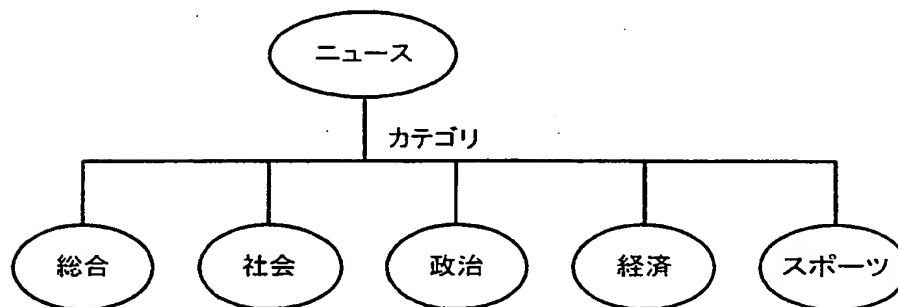 ニュース
カテゴリ
総合
社会
政治
経済
スポーツ